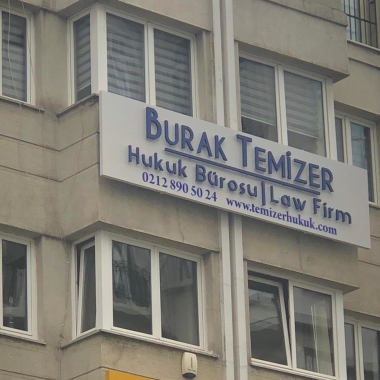 BURAK TEMİZER
Hukuk Bürosu | Law Firm
0212 890 50 24 www.temizerhukuk.com